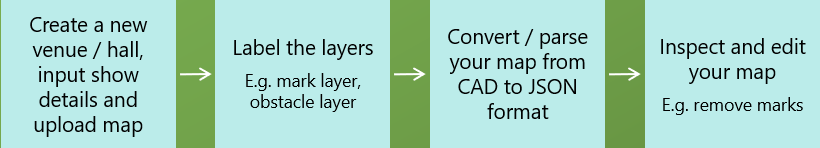 Create a new
venue / hall,
input show
details and
upload map
Label the layers
E.g. mark layer,
obstacle layer
Convert / parse
your map from
CAD to JSON
format
Inspect and edit
your map
E.g. remove marks